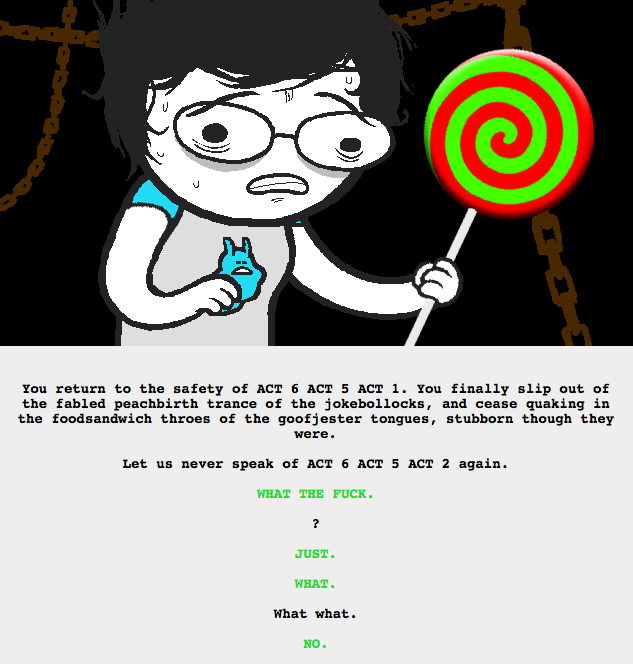 You return to the safety of ACT 6 ACT 5 ACT 1. You finally slip out of
the fabled peachbirth trance of the jokebollocks, and cease quaking in
the foodsandwich throes of the goofjester tongues, stubborn though they
were.
Let us never speak of ACT 6 ACT 5 ACT 2 again.
WHAT THE FUCK.
?
JUST.
WHAT.
What what.
NO.